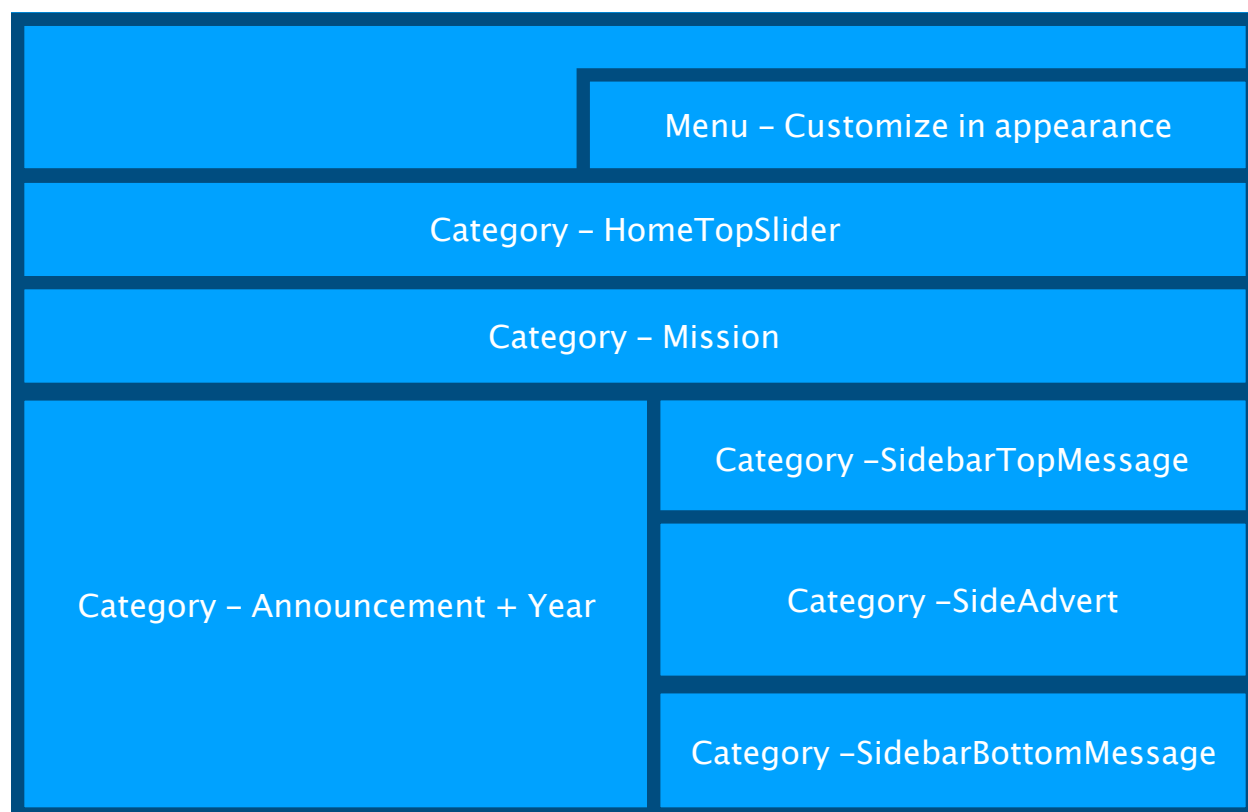 Menu – Customize in appearance
Category – HomeTopSlider
Category – Mission
Category –SidebarTopMessage
Category – Announcement + Year
Category –SideAdvert
Category –SidebarBottomMessage